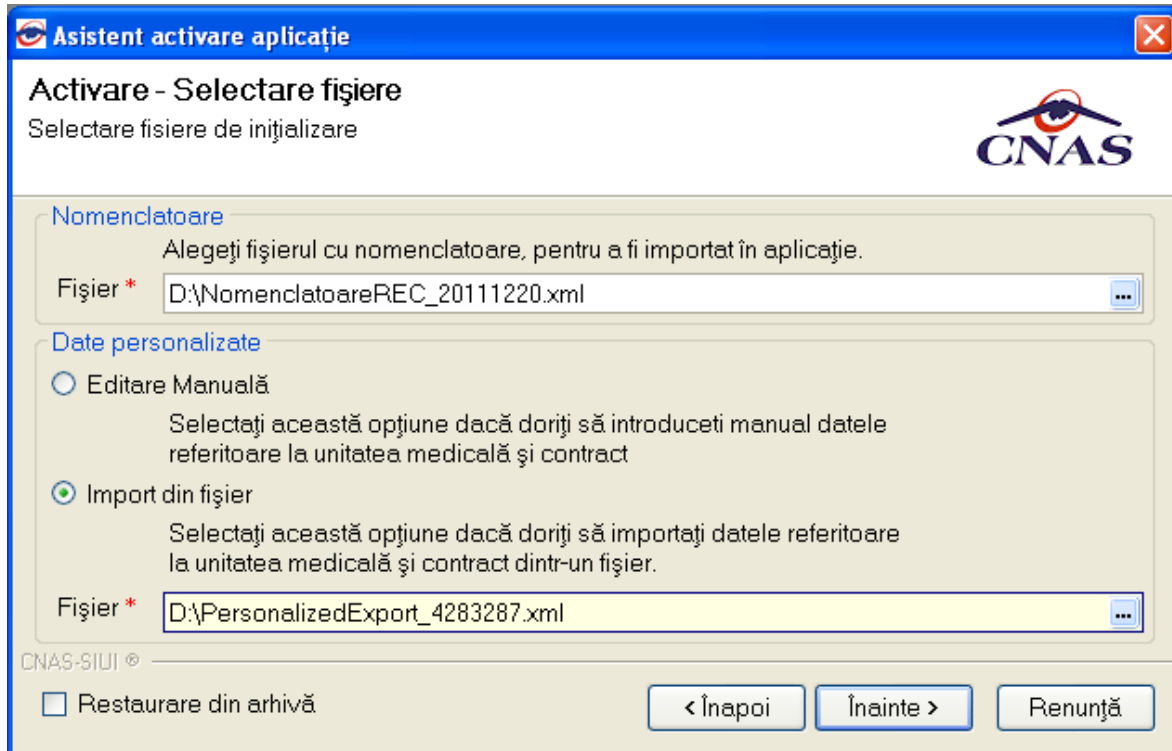 Asistent activare aplicație
Activare - Selectare fişiere
Selectare fisiere de iniţializare
CNAS
Nomenclatoare
Alegeţi fişierul cu nomenclatoare, pentru a fi importat în aplicaţie.
Fişier *
D:\NomenclatoareREC_20111220.xml
...
Date personalizate
Editare Manuală
Selectaţi această opţiune dacă doriţi să introduceti manual datele
referitoare la unitatea medicală şi contract
Import din fişier
Selectaţi această opţiune dacă doriţi să importaţi datele referitoare
la unitatea medicală şi contract dintr-un fişier.
Fişier *
D:\PersonalizedExport_4283287.xml
...
CNAS-SIUI ®
Restaurare din arhivă
< Înapoi
Înainte >
Renunţă